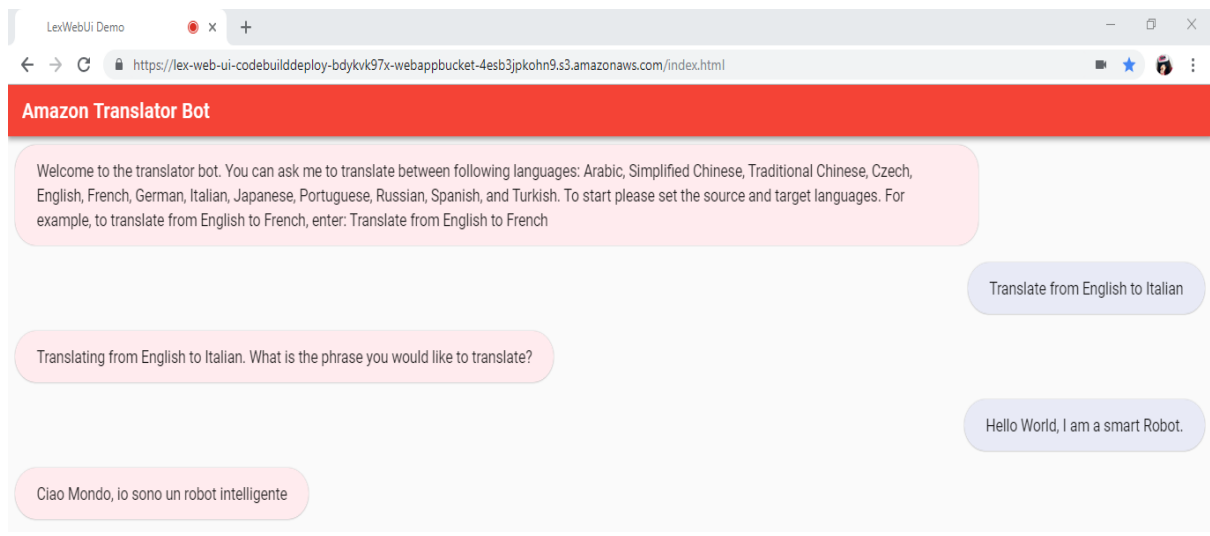 LexWebUi Demo
https://lex-web-ui-codebuilddeploy-bdykvk97x-webappbucket-4esb3jpkohn9.s3.amazonaws.com/index.html
Amazon Translator Bot
Welcome to the translator bot. You can ask me to translate between following languages: Arabic, Simplified Chinese, Traditional Chinese, Czech,
English, French, German, Italian, Japanese, Portuguese, Russian, Spanish, and Turkish. To start please set the source and target languages. For
example, to translate from English to French, enter: Translate from English to French
Translate from English to Italian
Translating from English to Italian. What is the phrase you would like to translate?
Hello World, I am a smart Robot.
Ciao Mondo, io sono un robot intelligente